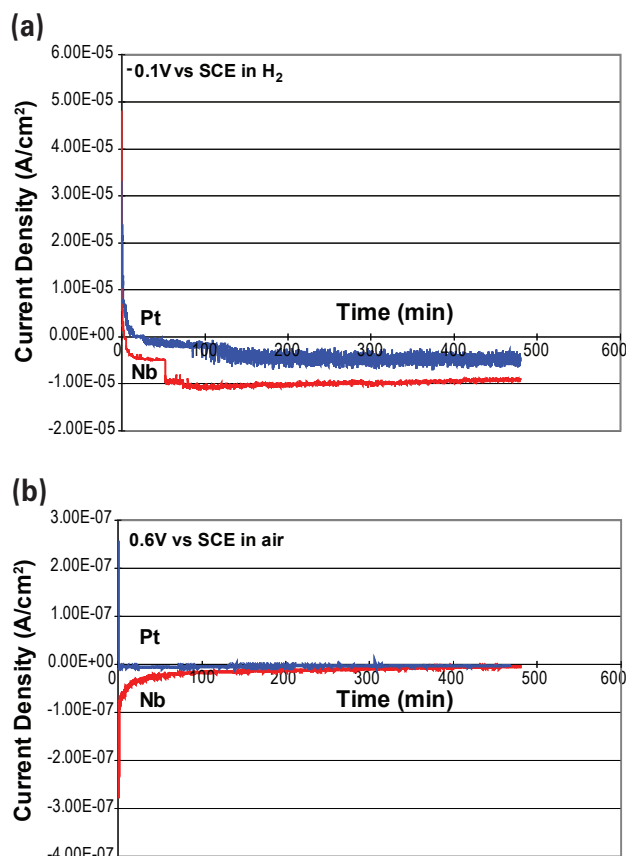 (a)
6.00E-05
-0.1V vs SCE in H2
5.00E-05
4.00E-05
3.00E-05
2.00E-05
1.00E-05
0.00E+00
-1.00E-05
-2.00E-05
Current Density (A/cm²)
Pt
Nb
Time (min)
0 100 200 300 400 500 600
(b)
3.00E-07
0.6V vs SCE in air
2.00E-07
1.00E-07
0.00E+00
-1.00E-07
-2.00E-07
-3.00E-07
-4.00E-07
Current Density (A/cm²)
Pt
Nb
Time (min)
0 100 200 300 400 500 600